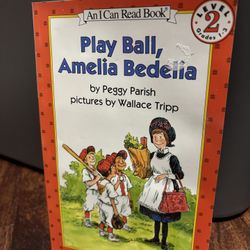 An I Can Read Book®
LEVEL
2
Grades 1-3
Play Ball,
Amelia Bedelia
by Peggy Parish
pictures by Wallace Tripp